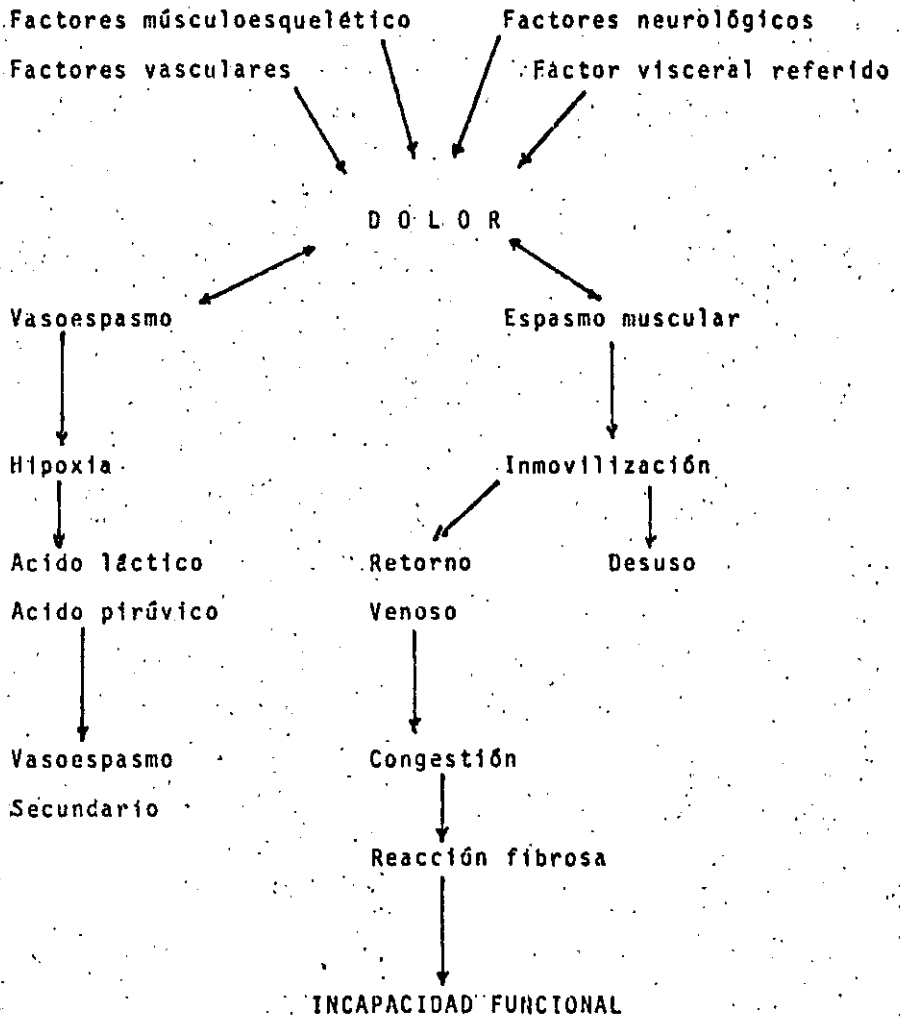 Factores músculoesquelético Factores neurológicos
Factores vasculares Factor visceral referido
D O L O R
Vasoespasmo Espasmo muscular
Hipoxia Inmovilización
Acido láctico Retorno Desuso
Acido pirúvico Venoso
Vasoespasmo Congestión
Secundario
Reacción fibrosa
INCAPACIDAD FUNCIONAL